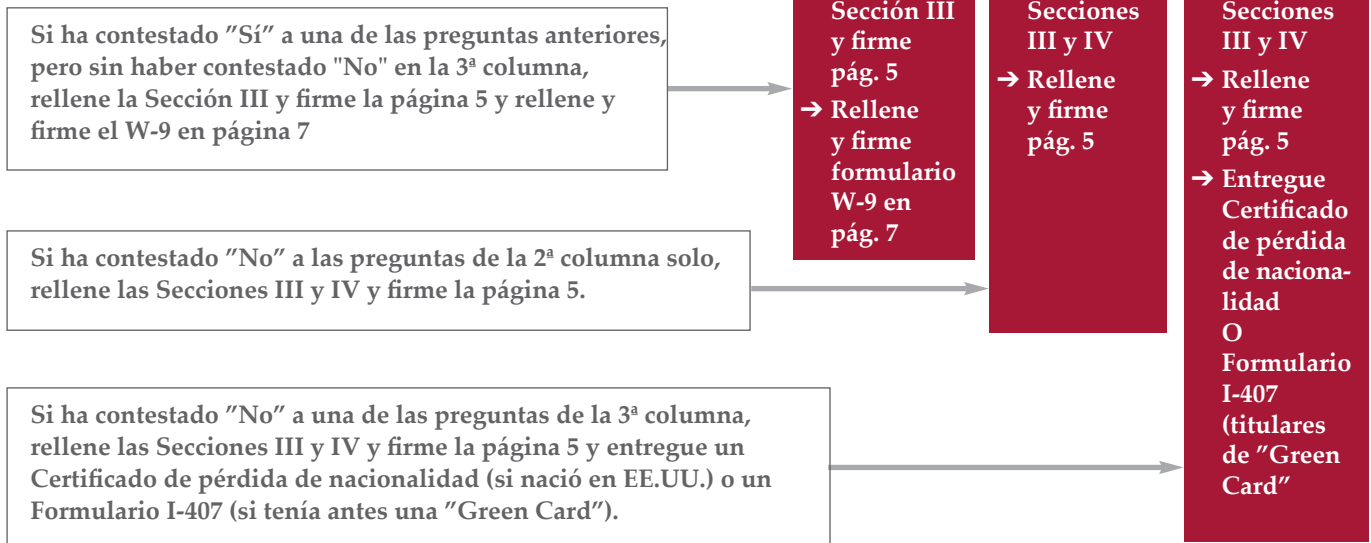 Si ha contestado ”Sí” a una de las preguntas anteriores,
pero sin haber contestado "No" en la 3ª columna,
rellene la Sección III y firme la página 5 y rellene y
firme el W-9 en página 7
Si ha contestado ”No” a las preguntas de la 2ª columna solo,
rellene las Secciones III y IV y firme la página 5.
Si ha contestado ”No” a una de las preguntas de la 3ª columna,
rellene las Secciones III y IV y firme la página 5 y entregue un
Certificado de pérdida de nacionalidad (si nació en EE.UU.) o un
Formulario I-407 (si tenía antes una ”Green Card”).
Sección III
y firme
pág. 5
➔ Rellene
y firme
formulario
W-9 en
pág. 7
Secciones
III y IV
➔ Rellene
y firme
pág. 5
Secciones
III y IV
➔ Rellene
y firme
pág. 5
➔ Entregue
Certificado
de pérdida
de naciona-
lidad
O
Formulario
I-407
(titulares
de ”Green
Card”